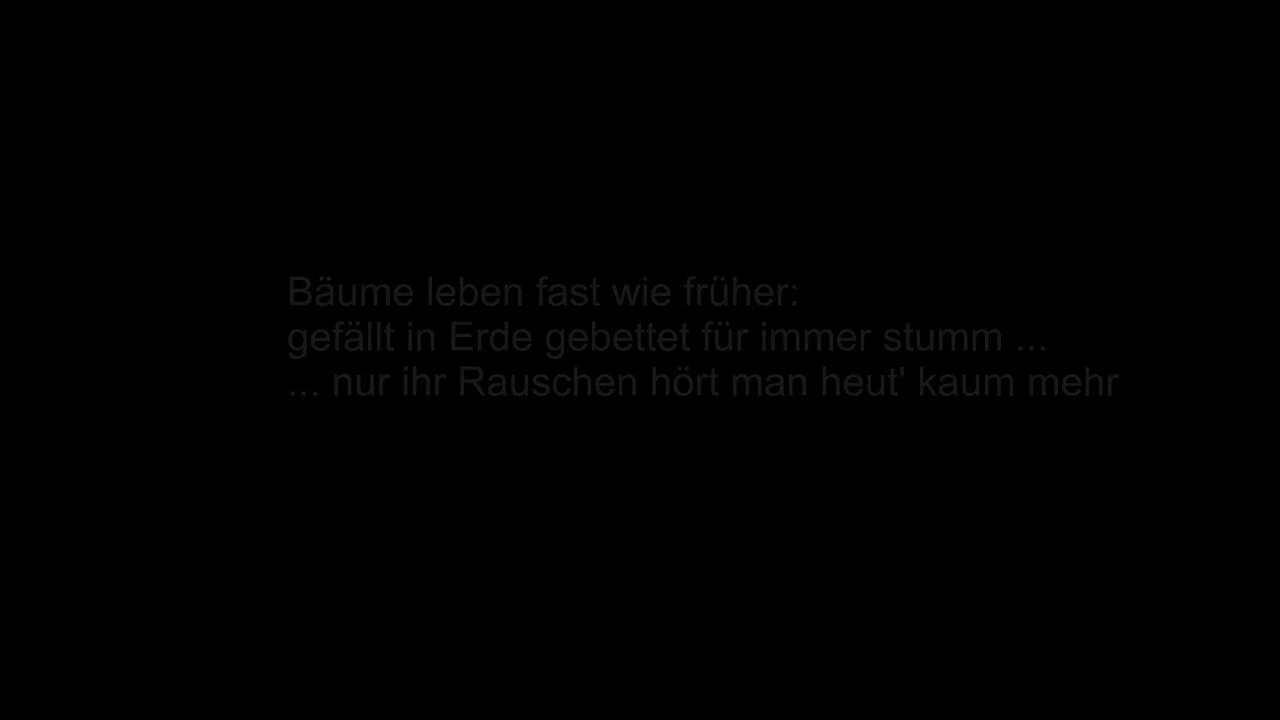 Bäume leben fast wie früher:
gefällt in Erde gebettet für immer stumm ...
... nur ihr Rauschen hört man heut' kaum mehr